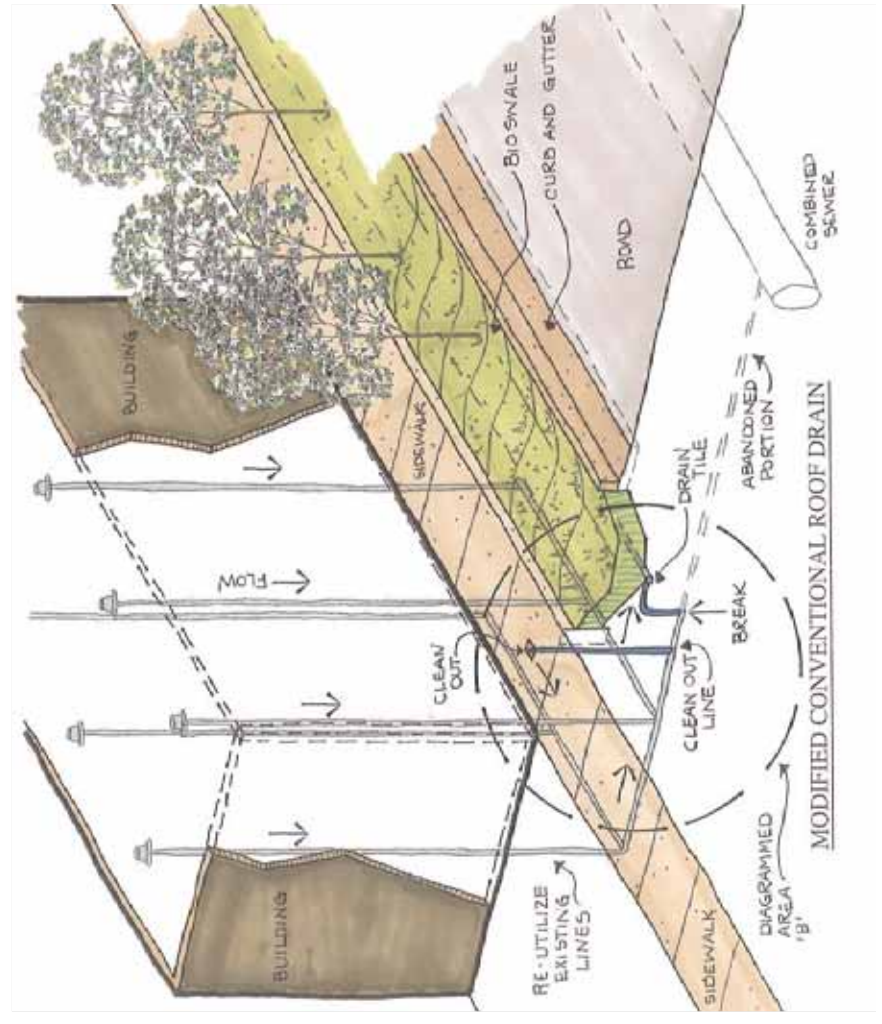 BUILDING
BIOSWALE
CURB AND GUTTER
SIDEWALK
FLOW
ROAD
CLEAN
OUT
COMBINED
SEWER
BUILDING
DRAIN
TILE
ABANDONED
PORTION
BREAK
CLEAN OUT
LINE
RE-UTILIZE
EXISTING
LINES
SIDEWALK
DIAGRAMMED
AREA
'B'
MODIFIED CONVENTIONAL ROOF DRAIN